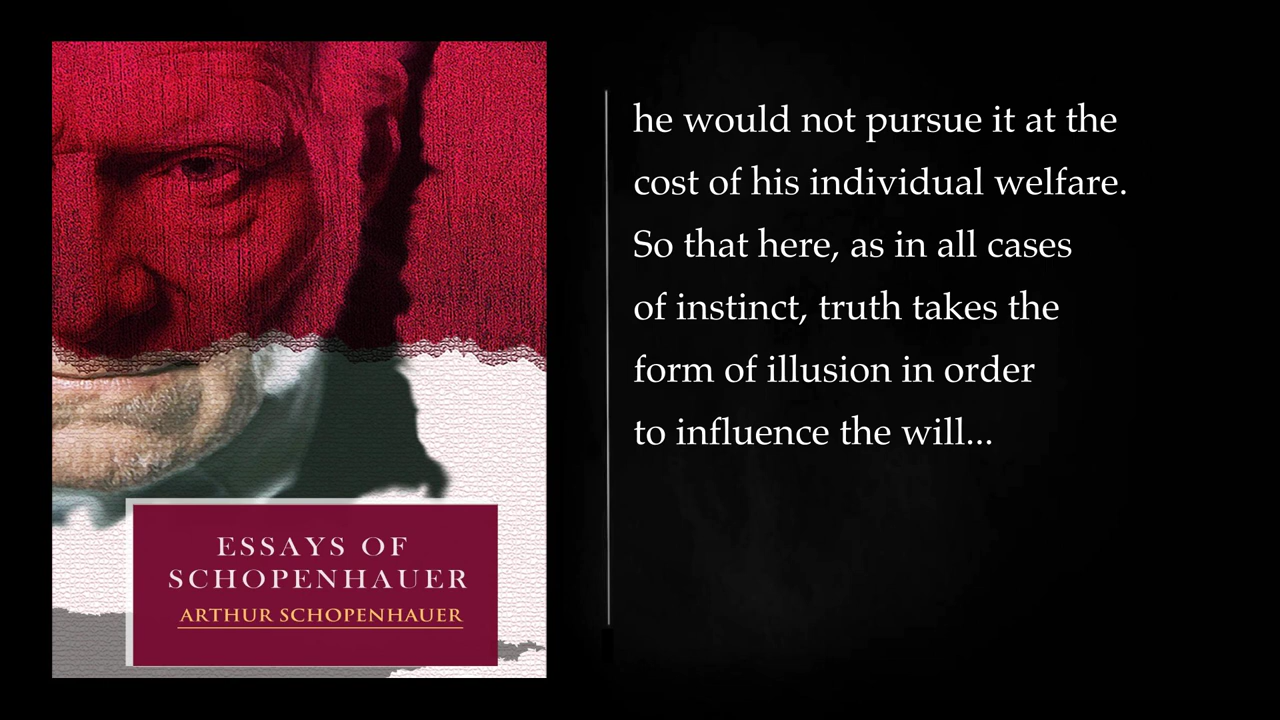 ESSAYS OF
SCHOPENHAUER
ARTHUR SCHOPENHAUER
he would not pursue it at the
cost of his individual welfare.
So that here, as in all cases
of instinct, truth takes the
form of illusion in order
to influence the will...